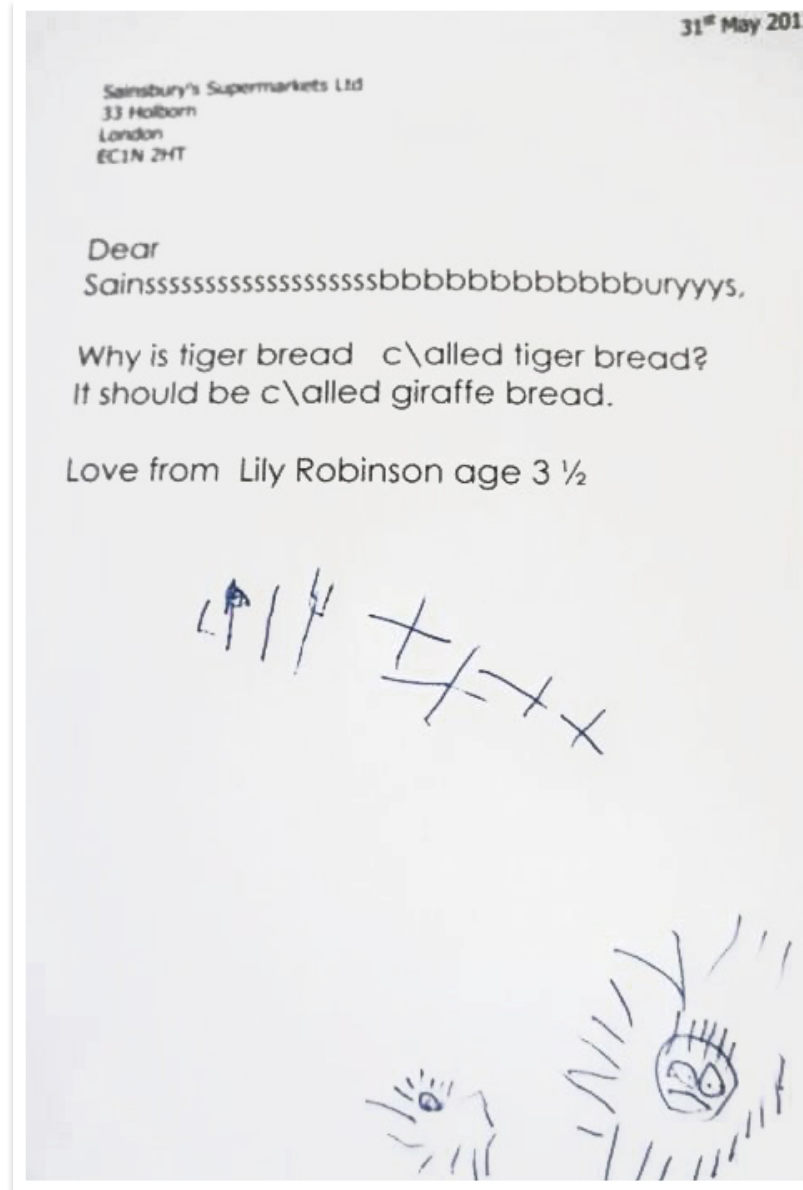 31st May 201
Sainsbury's Supermarkets Ltd
33 Holborn
London
EC1N 2HT
Dear
Sainsssssssssssssssssssbbbbbbbbbbbbbburyyys,
Why is tiger bread c\alled tiger bread?
It should be c\alled giraffe bread.
Love from Lily Robinson age 3 ½